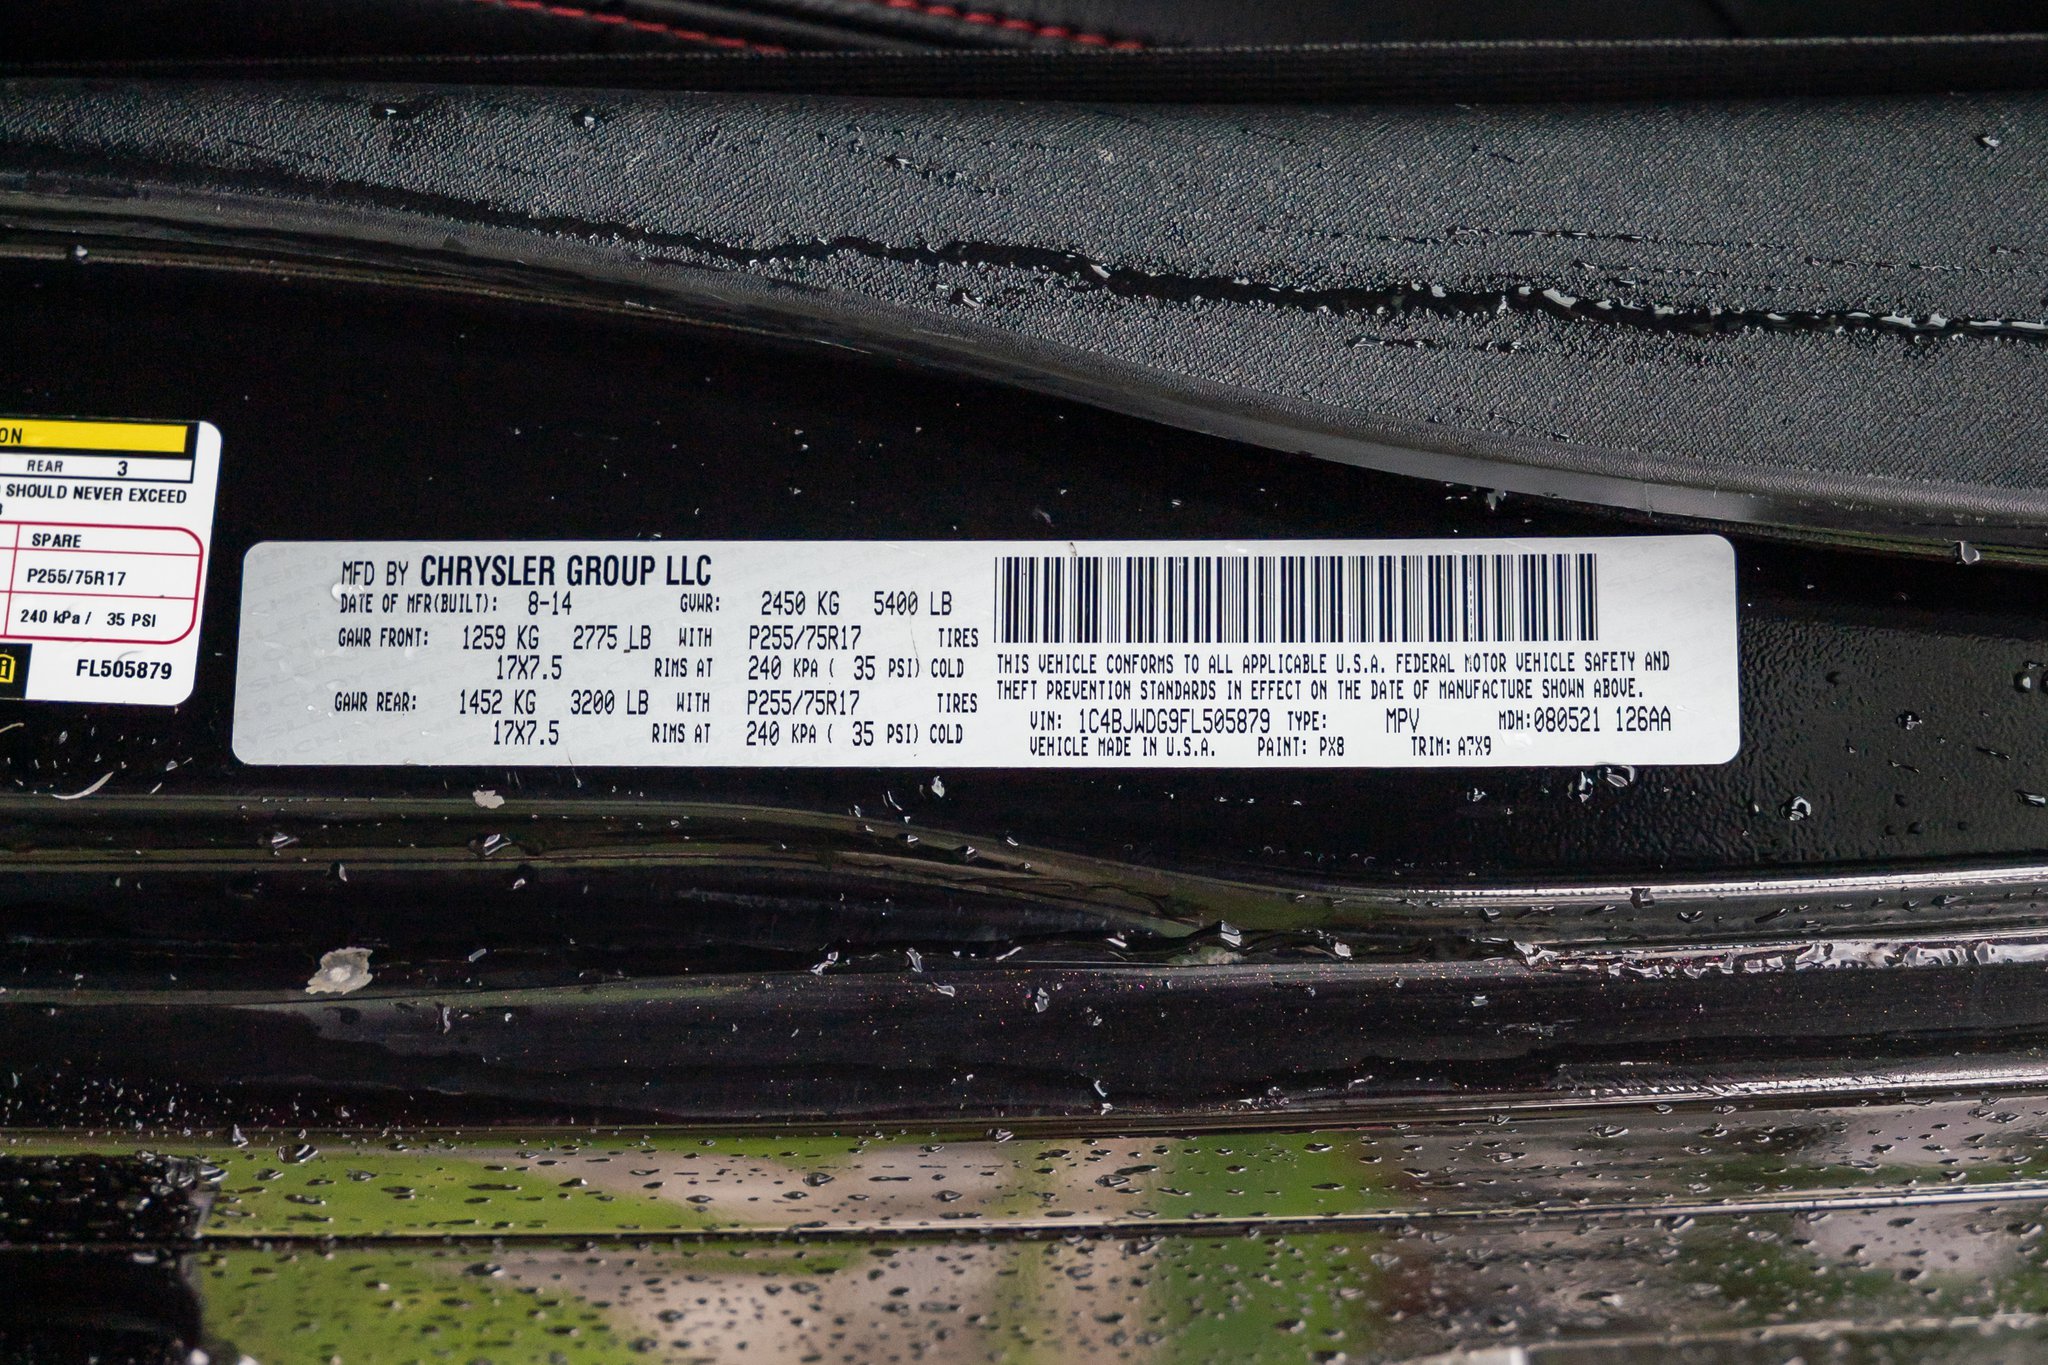 ON
REAR 3
SHOULD NEVER EXCEED
SPARE
P255/75R17
240 kPa / 35 PSI
FL505879
MFD BY CHRYSLER GROUP LLC
DATE OF MFR(BUILT): 8-14 GVWR: 2450 KG 5400 LB
GAWR FRONT: 1259 KG 2775 LB WITH P255/75R17 TIRES
17X7.5 RIMS AT 240 KPA ( 35 PSI) COLD
GAWR REAR: 1452 KG 3200 LB WITH P255/75R17 TIRES
17X7.5 RIMS AT 240 KPA ( 35 PSI) COLD
THIS VEHICLE CONFORMS TO ALL APPLICABLE U.S.A. FEDERAL MOTOR VEHICLE SAFETY AND
THEFT PREVENTION STANDARDS IN EFFECT ON THE DATE OF MANUFACTURE SHOWN ABOVE.
VIN: 1C4BJWDG9FL505879 TYPE: MPV MDH:080521 126AA
VEHICLE MADE IN U.S.A. PAINT: PX8 TRIM: A7X9